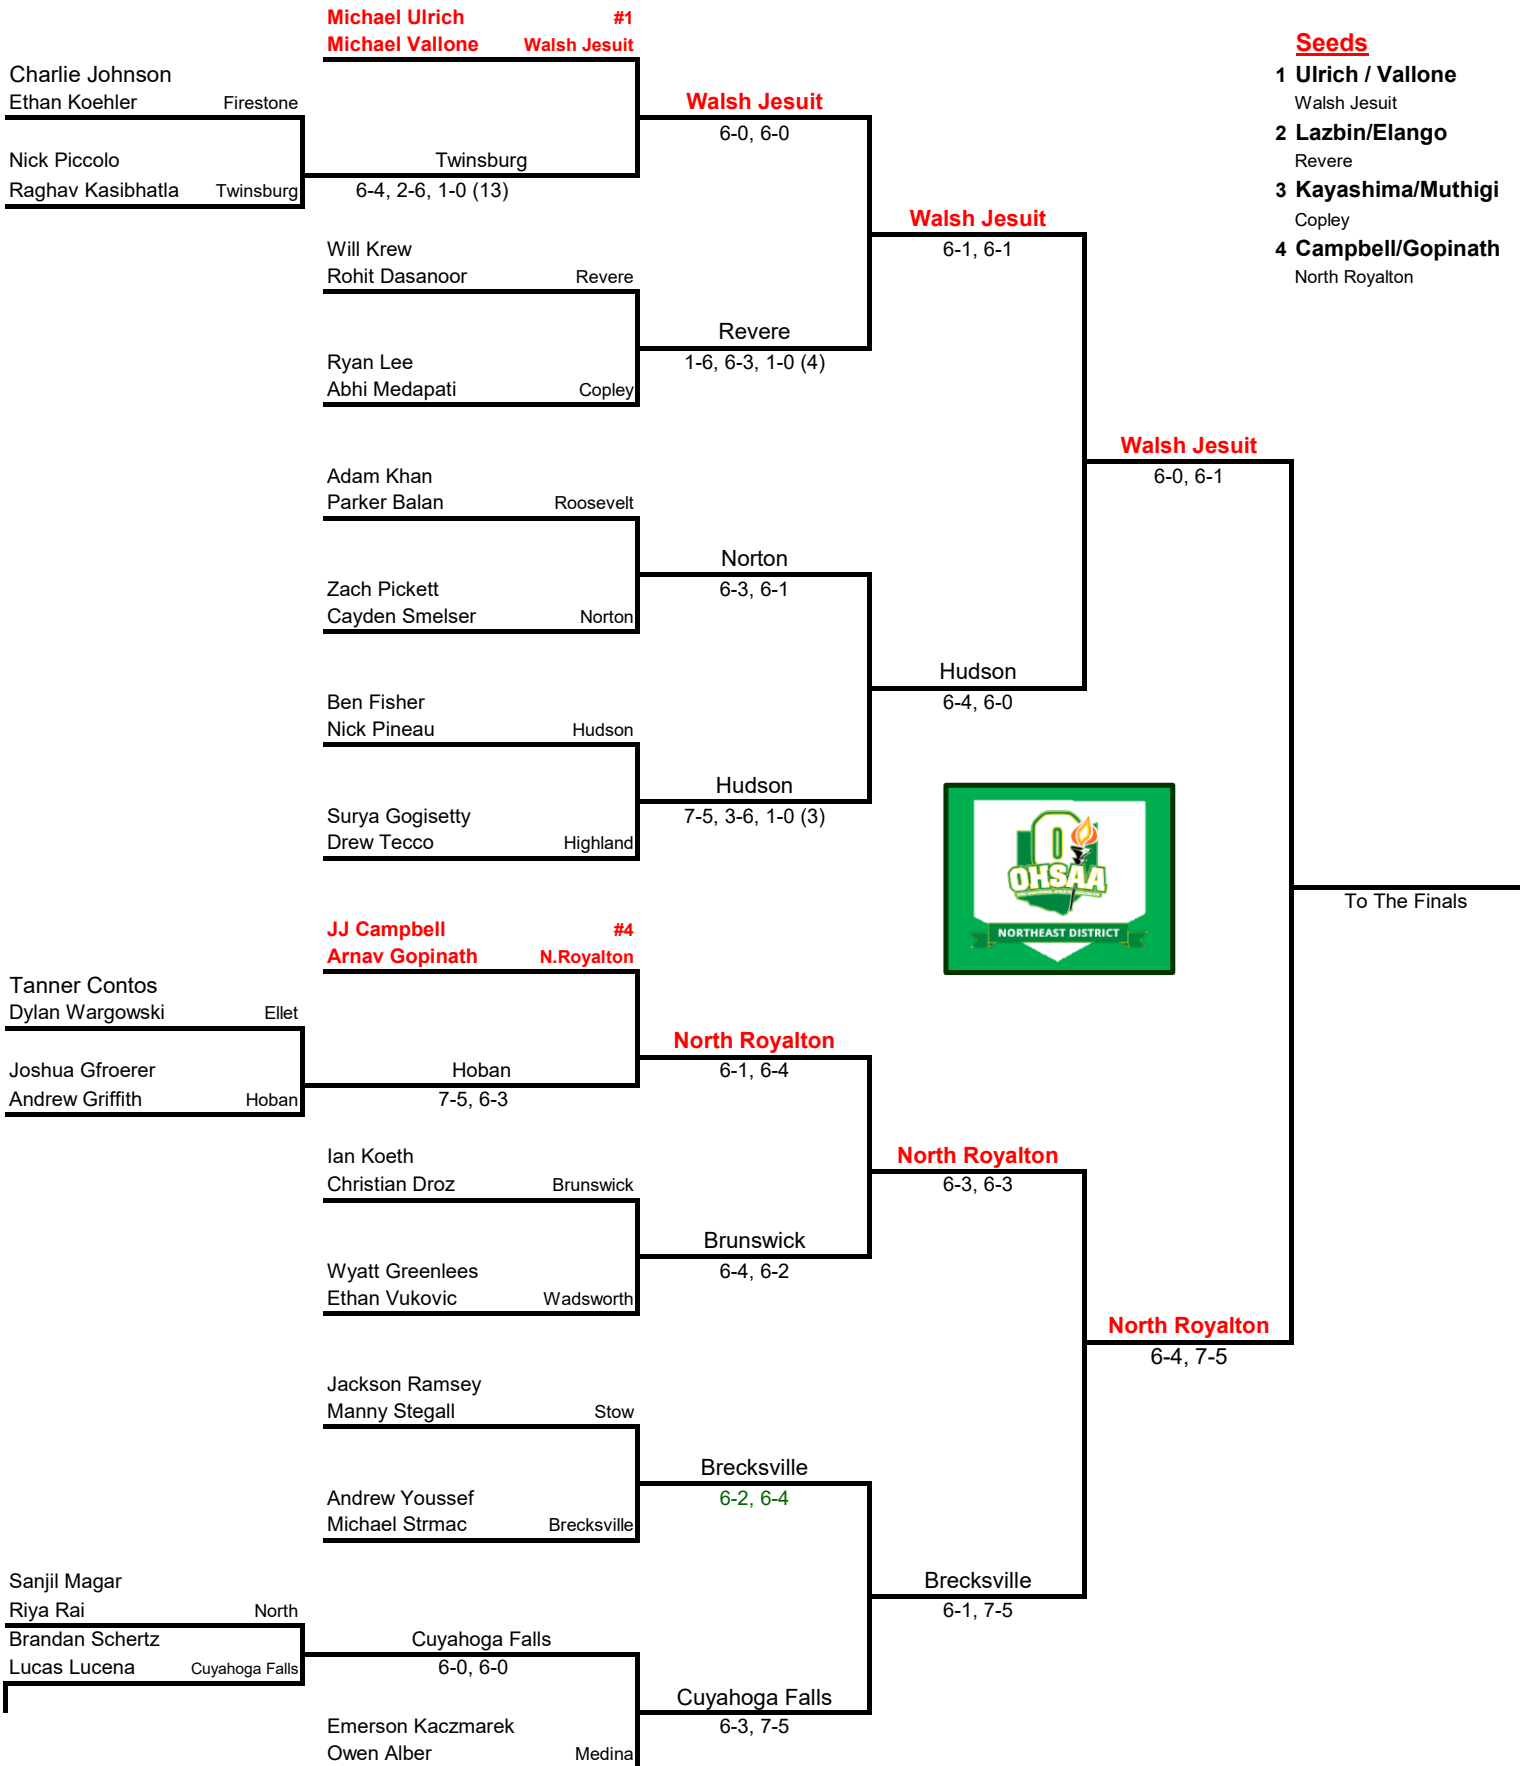 Michael Ulrich #1
Michael Vallone Walsh Jesuit
Seeds
1 Ulrich / Vallone
Walsh Jesuit
2 Lazbin/Elango
Revere
3 Kayashima/Muthigi
Copley
4 Campbell/Gopinath
North Royalton
Charlie Johnson
Ethan Koehler Firestone
Walsh Jesuit
6-0, 6-0
Nick Piccolo
Raghav Kasibhatla Twinsburg
Twinsburg
6-4, 2-6, 1-0 (13)
Walsh Jesuit
6-1, 6-1
Will Krew
Rohit Dasanoor Revere
Revere
1-6, 6-3, 1-0 (4)
Ryan Lee
Abhi Medapati Copley
Walsh Jesuit
6-0, 6-1
Adam Khan
Parker Balan Roosevelt
Norton
6-3, 6-1
Zach Pickett
Cayden Smelser Norton
Hudson
6-4, 6-0
Ben Fisher
Nick Pineau Hudson
Hudson
7-5, 3-6, 1-0 (3)
Surya Gogisetty
Drew Tecco Highland
OHSAA
NORTHEAST DISTRICT
To The Finals
JJ Campbell #4
Arnav Gopinath N.Royalton
Tanner Contos
Dylan Wargowski Ellet
North Royalton
6-1, 6-4
Joshua Gfroerer
Andrew Griffith Hoban
Hoban
7-5, 6-3
Ian Koeth
Christian Droz Brunswick
North Royalton
6-3, 6-3
Brunswick
6-4, 6-2
Wyatt Greenlees
Ethan Vukovic Wadsworth
North Royalton
6-4, 7-5
Jackson Ramsey
Manny Stegall Stow
Brecksville
6-2, 6-4
Andrew Youssef
Michael Strmac Brecksville
Sanjil Magar
Riya Rai North
Brecksville
6-1, 7-5
Brandan Schertz
Lucas Lucena Cuyahoga Falls
Cuyahoga Falls
6-0, 6-0
Cuyahoga Falls
6-3, 7-5
Emerson Kaczmarek
Owen Alber Medina